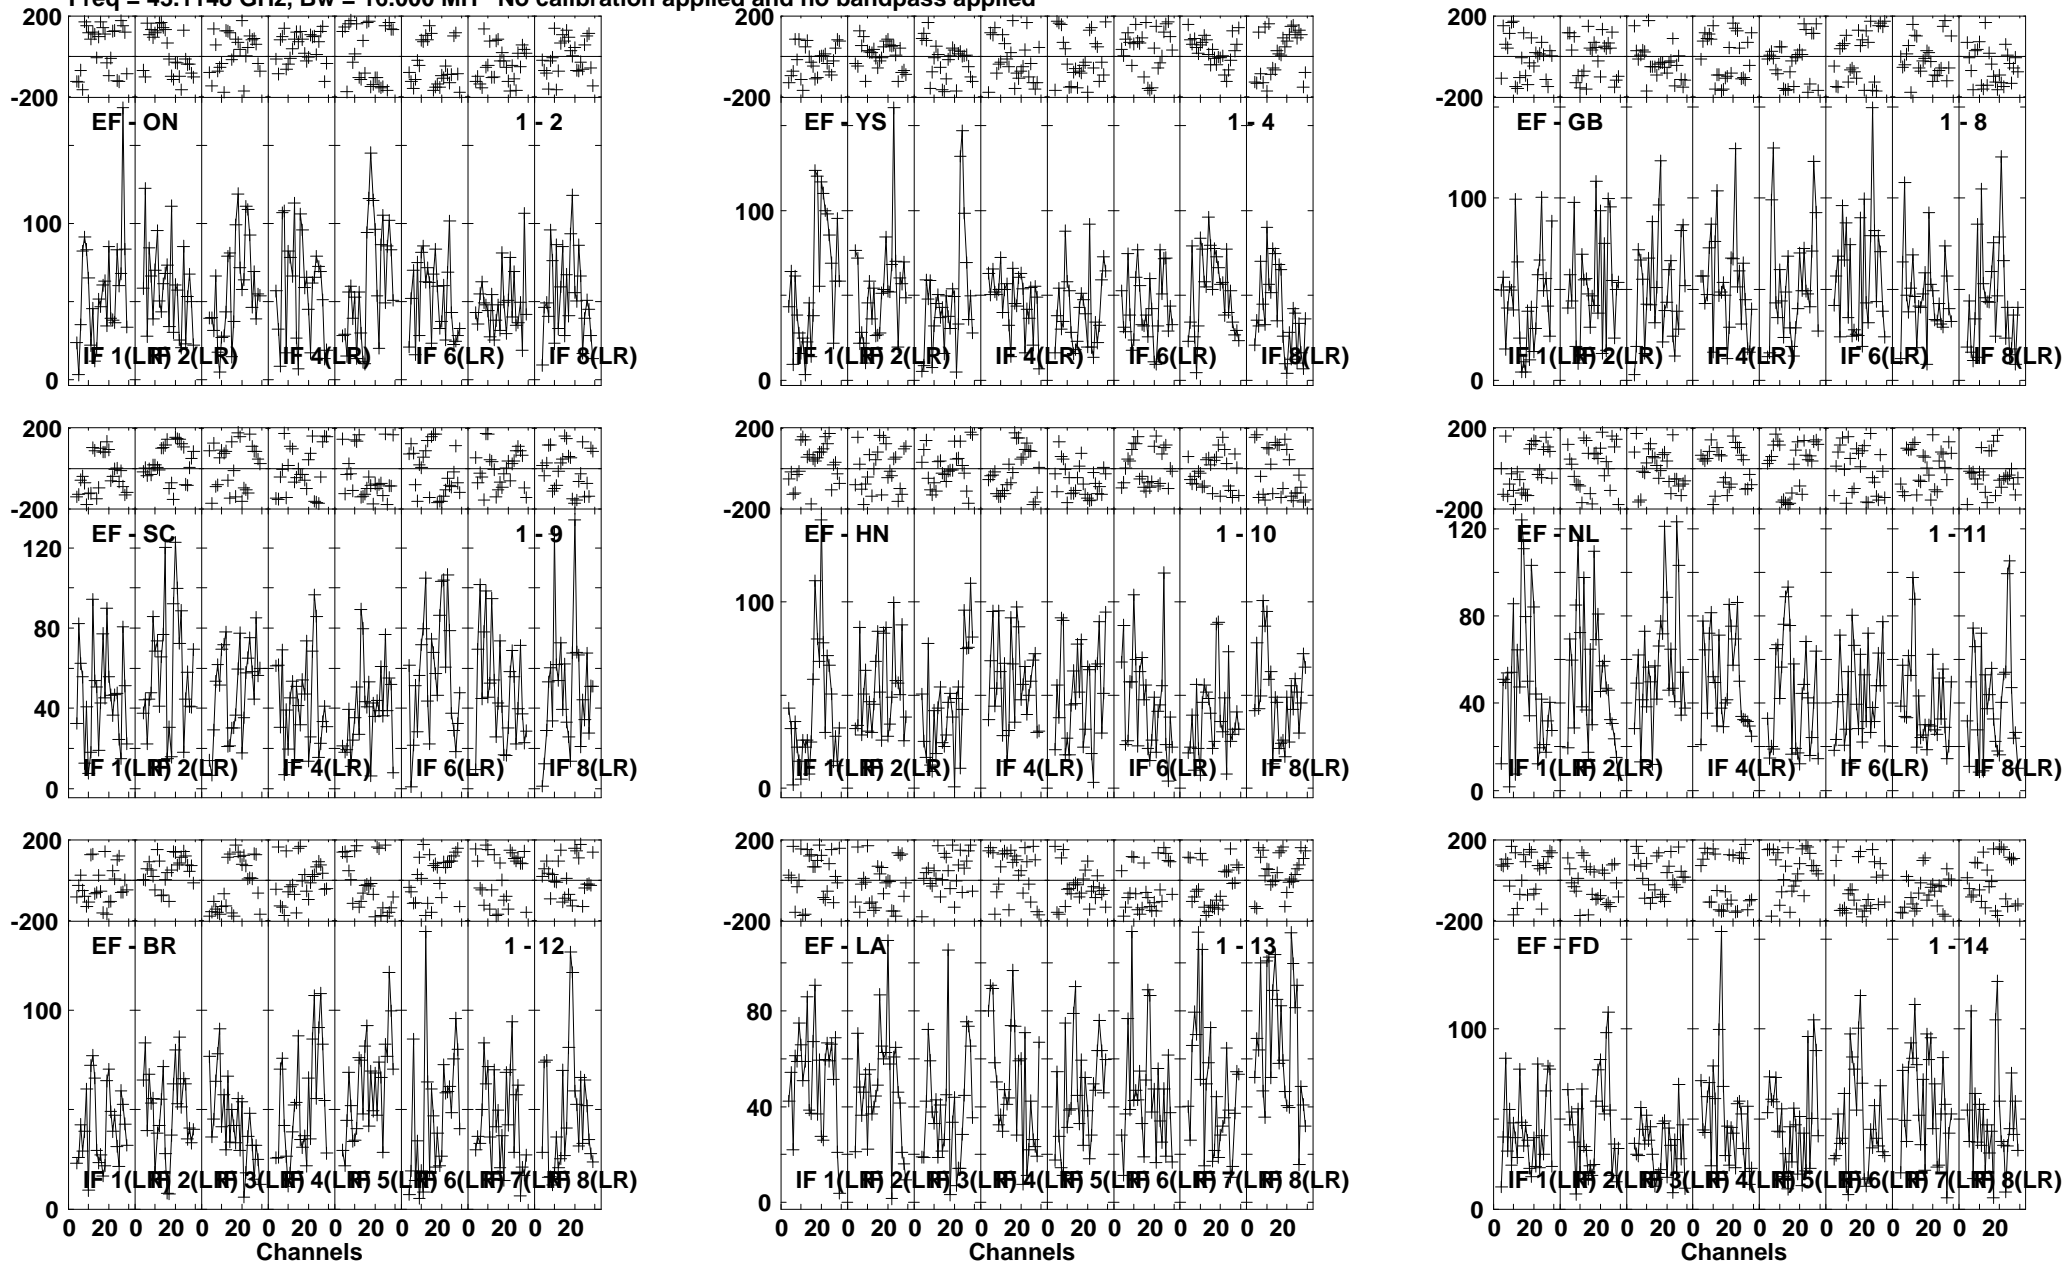 Freq = 43.1148 GHz, Bw = 16.000 MH No calibration applied and no bandpass applied
200 200 200
-200 -200 -200
EF - ON 1 - 2 EF - YS 1 - 4 EF - GB 1 - 8
100 100 100
IF 1(LR) IF 2(LR) IF 4(LR) IF 6(LR) IF 8(LR) IF 1(LR) IF 2(LR) IF 4(LR) IF 6(LR) IF 8(LR) IF 1(LR) IF 2(LR) IF 4(LR) IF 6(LR) IF 8(LR)
0 0 0
200 200 200
-200 -200 -200
EF - SC 1 - 9 EF - HN 1 - 10 EF - NL 1 - 11
120 120
100
80 80
40 40
IF 1(LR) IF 2(LR) IF 4(LR) IF 6(LR) IF 8(LR) IF 1(LR) IF 2(LR) IF 4(LR) IF 6(LR) IF 8(LR) IF 1(LR) IF 2(LR) IF 4(LR) IF 6(LR) IF 8(LR)
0 0 0
200 200 200
-200 -200 -200
EF - BR 1 - 12 EF - LA 1 - 13 EF - FD 1 - 14
100 80 100
40
IF 1(LR) IF 2(LR) IF 3(LR) IF 4(LR) IF 5(LR) IF 6(LR) IF 7(LR) IF 8(LR) IF 1(LR) IF 2(LR) IF 3(LR) IF 4(LR) IF 5(LR) IF 6(LR) IF 7(LR) IF 8(LR) IF 1(LR) IF 2(LR) IF 3(LR) IF 4(LR) IF 5(LR) IF 6(LR) IF 7(LR) IF 8(LR)
0 0 0
0 20 0 20 0 20 0 20 0 20 0 20 0 20 0 20 0 20 0 20 0 20 0 20 0 20 0 20 0 20 0 20 0 20 0 20 0 20 0 20 0 20 0 20 0 20 0 20
Channels Channels